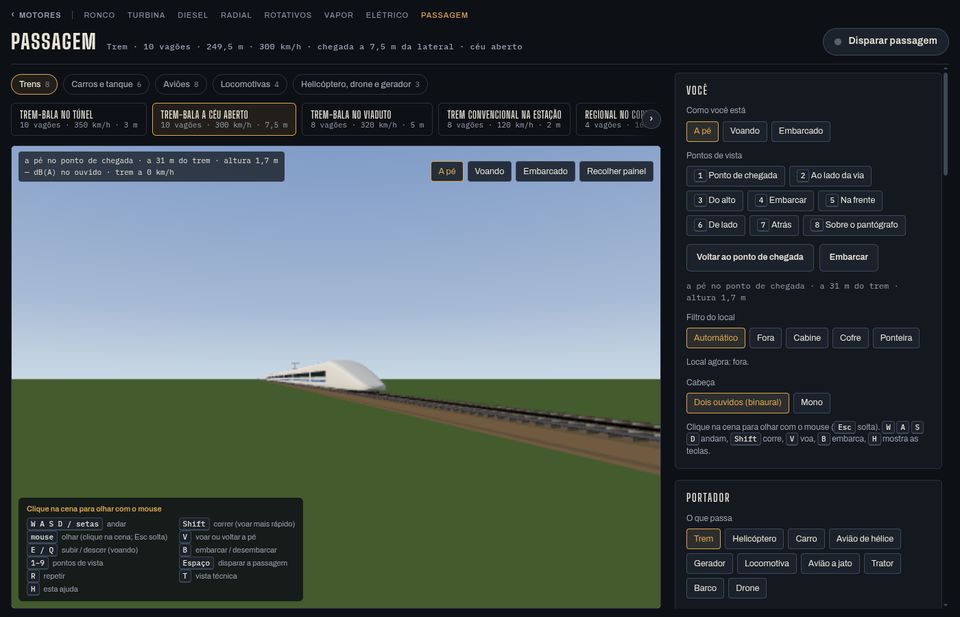 ‹ MOTORES RONCO TURBINA DIESEL RADIAL ROTATIVOS VAPOR ELÉTRICO PASSAGEM
PASSAGEM Trem · 10 vagões · 249,5 m · 300 km/h · chegada a 7,5 m da lateral · céu aberto
Disparar passagem
Trens 8 Carros e tanque 6 Aviões 8 Locomotivas 4 Helicóptero, drone e gerador 3
TREM-BALA NO TÚNEL
10 vagões · 350 km/h · 3 m
TREM-BALA A CÉU ABERTO
10 vagões · 300 km/h · 7,5 m
TREM-BALA NO VIADUTO
8 vagões · 320 km/h · 5 m
TREM CONVENCIONAL NA ESTAÇÃO
8 vagões · 120 km/h · 2 m
REGIONAL NO
4 vagões ·
›
a pé no ponto de chegada · a 31 m do trem · altura 1,7 m
— dB(A) no ouvido · trem a 0 km/h
A pé Voando Embarcado Recolher painel
Clique na cena para olhar com o mouse
W A S D / setas andar
mouse olhar (clique na cena; Esc solta)
E / Q subir / descer (voando)
1–9 pontos de vista
R repetir
H esta ajuda
Shift correr (voar mais rápido)
V voar ou voltar a pé
B embarcar / desembarcar
Espaço disparar a passagem
T vista técnica
VOCÊ
Como você está
A pé Voando Embarcado
Pontos de vista
1 Ponto de chegada 2 Ao lado da via
3 Do alto 4 Embarcar 5 Na frente
6 De lado 7 Atrás 8 Sobre o pantógrafo
Voltar ao ponto de chegada Embarcar
a pé no ponto de chegada · a 31 m do trem ·
altura 1,7 m
Filtro do local
Automático Fora Cabine Cofre Ponteira
Local agora: fora.
Cabeça
Dois ouvidos (binaural) Mono
Clique na cena para olhar com o mouse ( Esc solta). W A S
D andam, Shift corre, V voa, B embarca, H mostra as
teclas.
PORTADOR
O que passa
Trem Helicóptero Carro Avião de hélice
Gerador Locomotiva Avião a jato Trator
Barco Drone